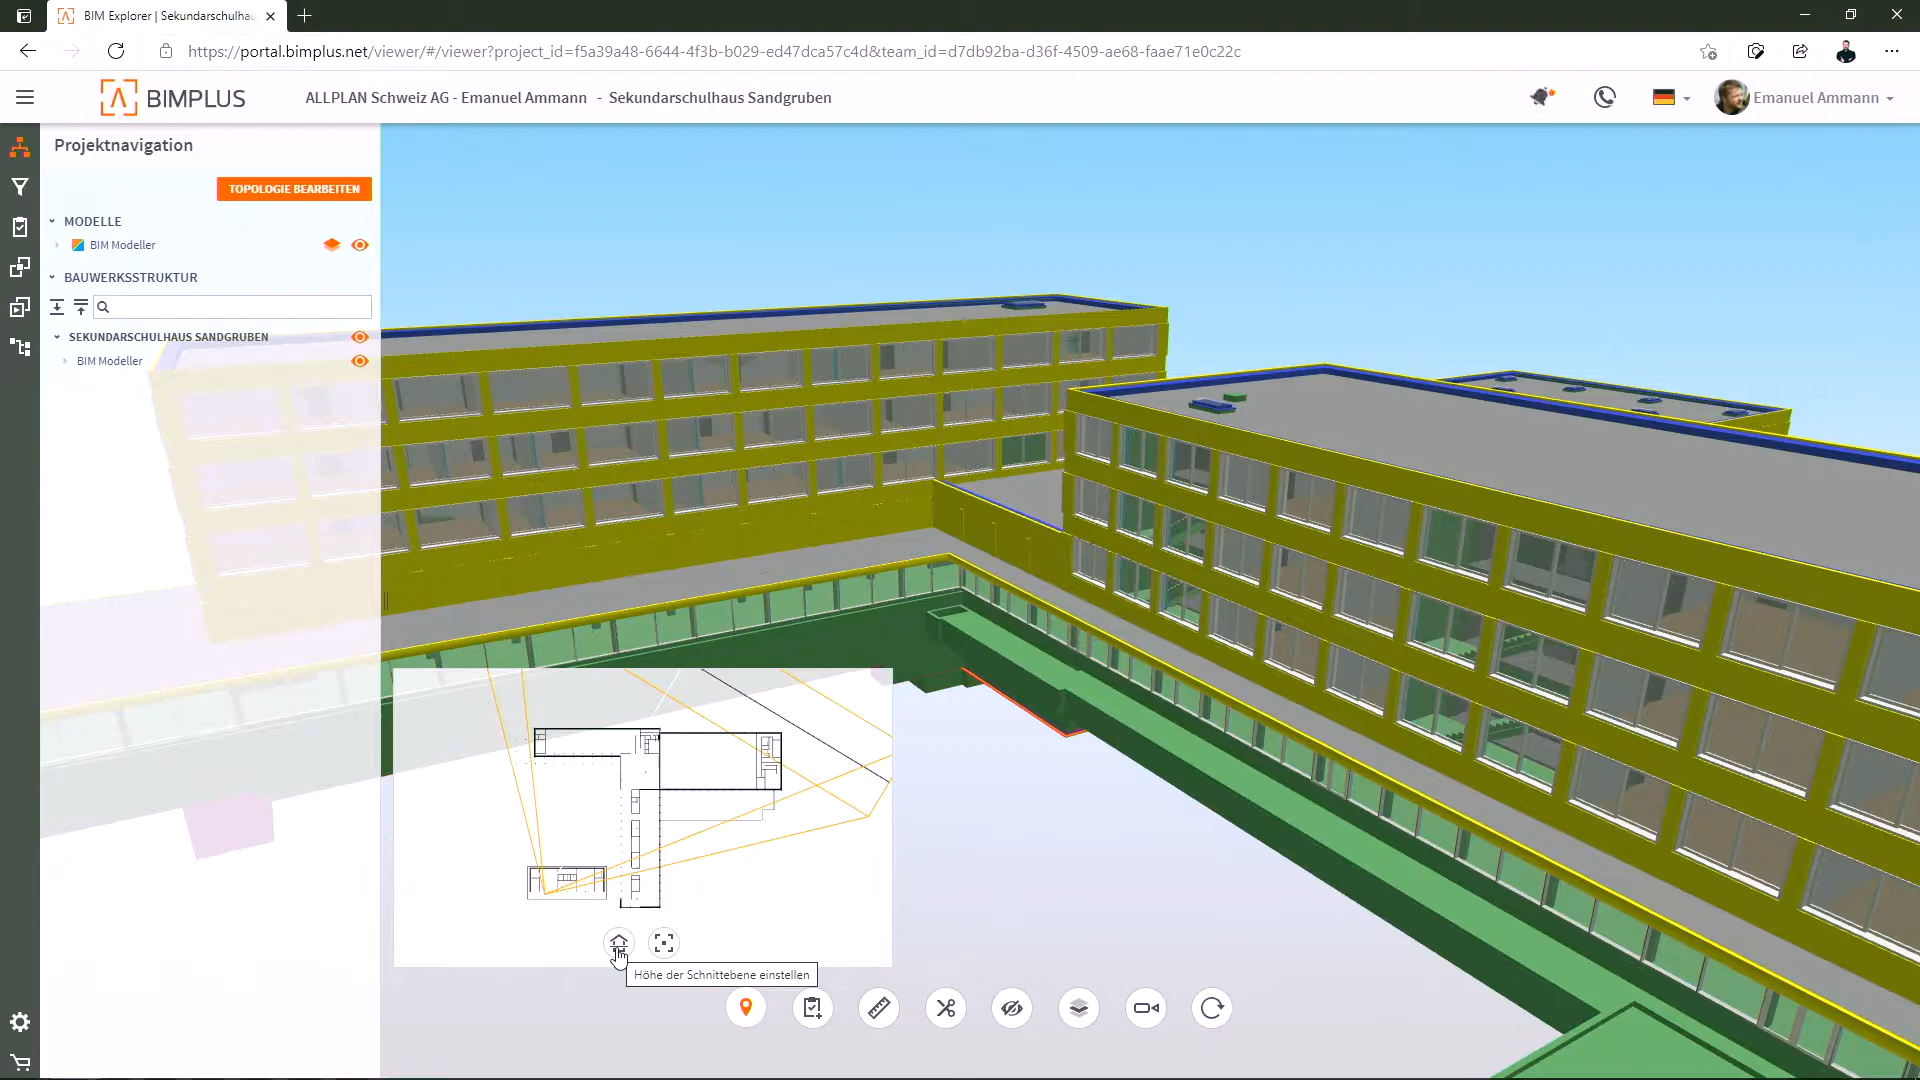 BIM Explorer | Sekundarschulhau
https://portal.bimplus.net/viewer/#/viewer?project_id=f5a39a48-6644-4f3b-b029-ed47dca57c4d&team_id=d7db92ba-d36f-4509-ae68-faae71e0c22c
BIMPLUS
ALLPLAN Schweiz AG - Emanuel Ammann - Sekundarschulhaus Sandgruben
Emanuel Ammann
Projektnavigation
TOPOLOGIE BEARBEITEN
MODELLE
BIM Modeller
BAUWERKSSTRUKTUR
SEKUNDARSCHULHAUS SANDGRUBEN
BIM Modeller
Höhe der Schnittebene einstellen